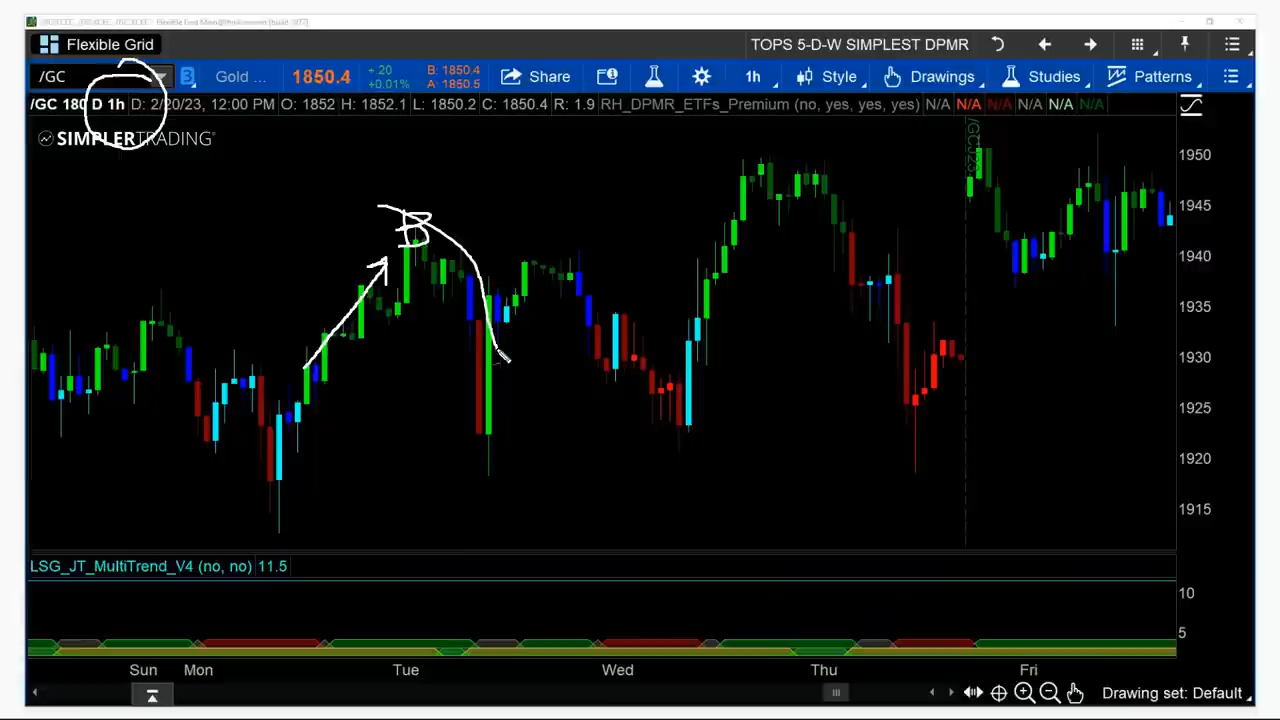 Flexible Grid
TOPS 5-D-W SIMPLEST DPMR
/GC
3
Gold ...
1850.4
+.20
+0.01%
B: 1850.4
A: 1850.5
Share
1h
Style
Drawings
Studies
Patterns
/GC 180 D 1h D: 2/20/23, 12:00 PM O: 1852 H: 1852.1 L: 1850.2 C: 1850.4 R: 1.9 RH_DPMR_ETFs_Premium (no, yes, yes, yes) N/A N/A N/A N/A N/A N/A
SIMPLERTRADING
/GCJ23
B
1950
1945
1940
1935
1930
1925
1920
1915
LSG_JT_MultiTrend_V4 (no, no) 11.5
10
5
Sun Mon Tue Wed Thu Fri
Drawing set: Default